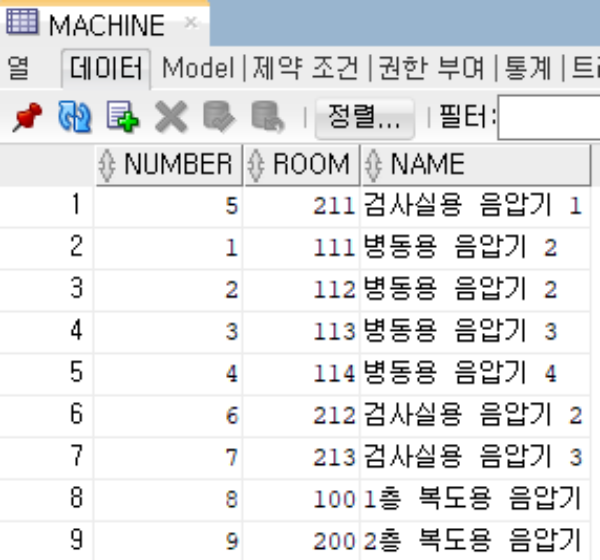 MACHINE
열 데이터 Model | 제약 조건 | 권한 부여 | 통계 |
정렬... 필터:
NUMBER ROOM NAME
1 5 211 검사실용 음압기 1
2 1 111 병동용 음압기 2
3 2 112 병동용 음압기 2
4 3 113 병동용 음압기 3
5 4 114 병동용 음압기 4
6 6 212 검사실용 음압기 2
7 7 213 검사실용 음압기 3
8 8 100 1층 복도용 음압기
9 9 200 2층 복도용 음압기